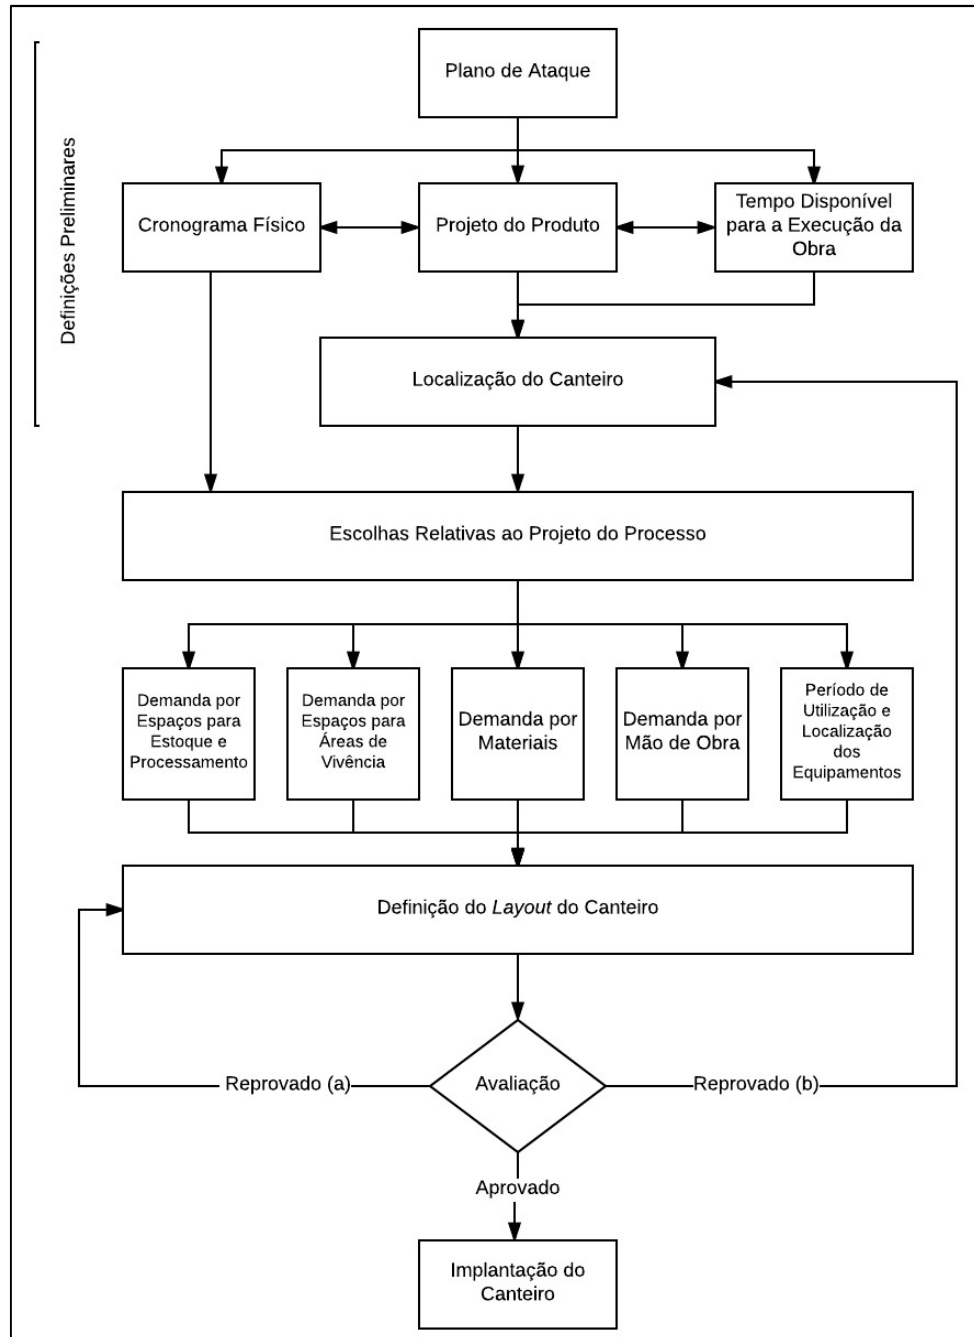 Plano de Ataque
Definições Preliminares
Cronograma Físico
Projeto do Produto
Tempo Disponível
para a Execução da
Obra
Localização do Canteiro
Escolhas Relativas ao Projeto do Processo
Demanda por
Espaços para
Estoque e
Processamento
Demanda por
Espaços para
Áreas de
Vivência
Demanda por
Materiais
Demanda por
Mão de Obra
Período de
Utilização e
Localização
dos
Equipamentos
Definição do Layout do Canteiro
Reprovado (a)
Avaliação
Reprovado (b)
Aprovado
Implantação do
Canteiro